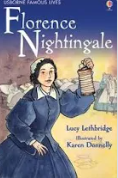 USBORNE FAMOUS LIVES
Florence
Nightingale
Lucy Lethbridge
Illustrated by
Karen Donnelly